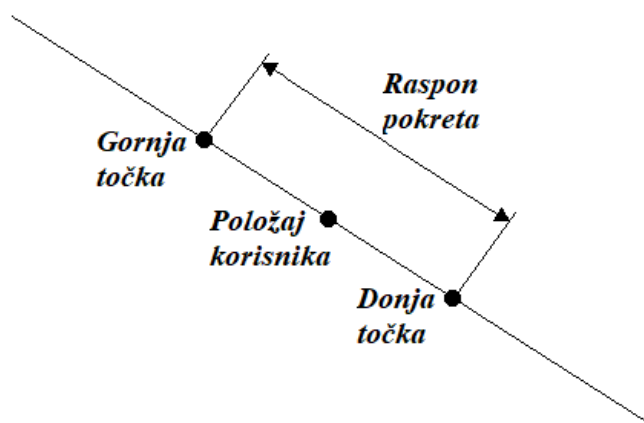 Raspon
pokreta
Gornja
točka
Položaj
korisnika
Donja
točka